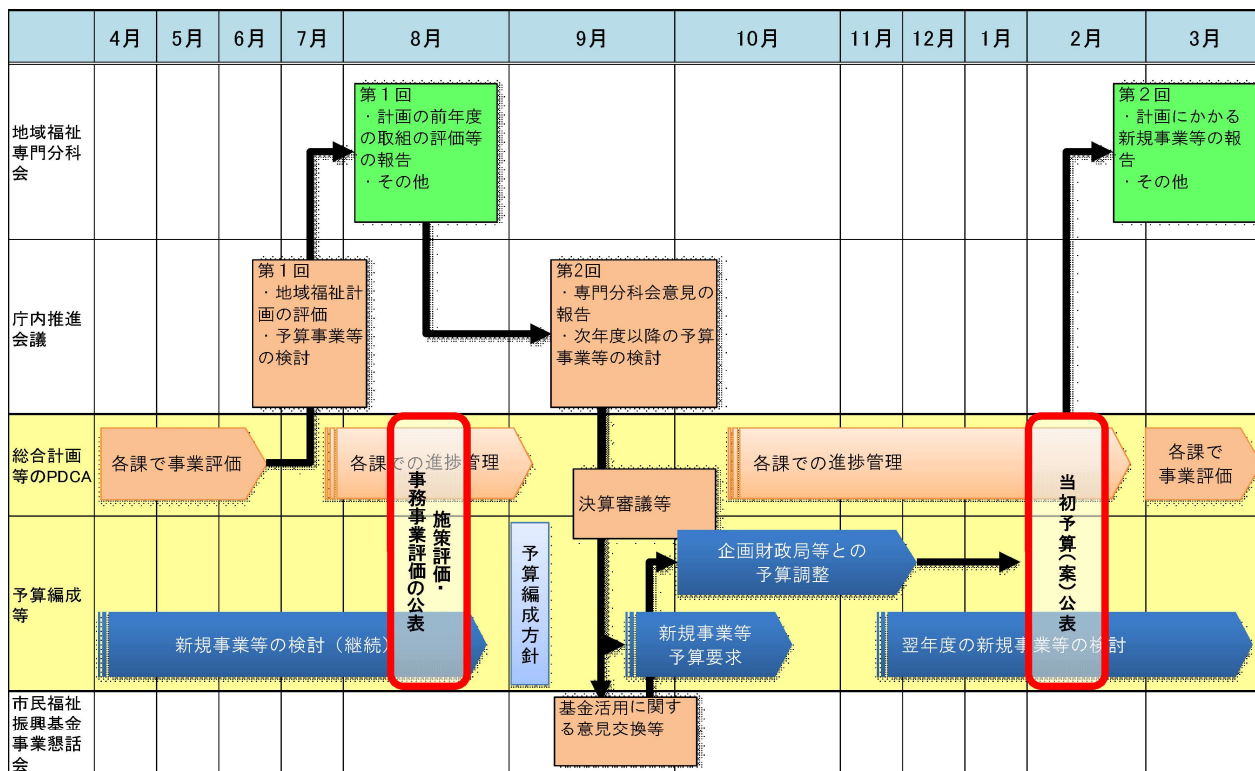 4月
5月
6月
7月
8月
9月
10月
11月
12月
1月
2月
3月
地域福祉
専門分科
会
第１回
・計画の前年度
の取組の評価等
の報告
・その他
第２回
・計画にかかる
新規事業等の報
告
・その他
庁内推進
会議
第１回
・地域福祉計
画の評価
・予算事業等
の検討
第2回
・専門分科会意見の
報告
・次年度以降の予算
事業等の検討
総合計画
等のPDCA
各課で事業評価
各課での進捗管理
各課での進捗管理
各課で
事業評価
決算審議等
施策評価・
事務事業評価の公表
当初予算（案）公表
予算編成
等
新規事業等の検討（継続）
予算編成方針
企画財政局等との
予算調整
新規事業等
予算要求
翌年度の新規事業等の検討
市民福祉
振興基金
事業懇話
会
基金活用に関す
る意見交換等